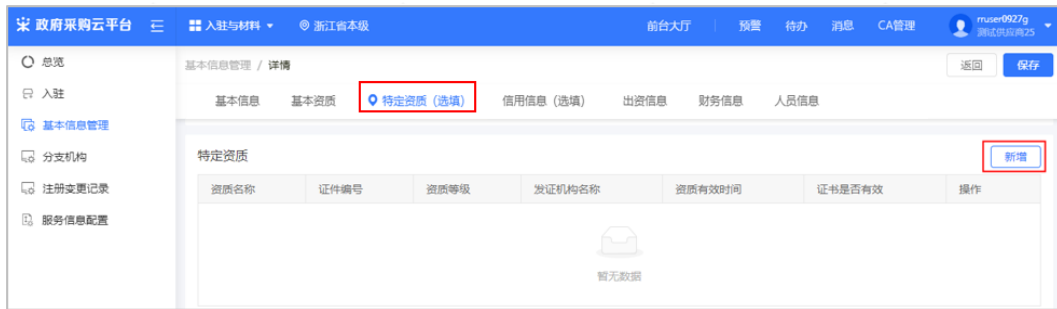 政府采购云平台 入驻与材料 浙江省本级 前台大厅 预警 待办 消息 CA管理 rruser0927g
测试供应商25
总览
入驻
基本信息管理
分支机构
注册变更记录
服务信息配置
基本信息管理 / 详情 返回 保存
基本信息 基本资质 特定资质（选填） 信用信息（选填） 出资信息 财务信息 人员信息
特定资质 新增
资质名称 证件编号 资质等级 发证机构名称 资质有效时间 证书是否有效 操作
暂无数据